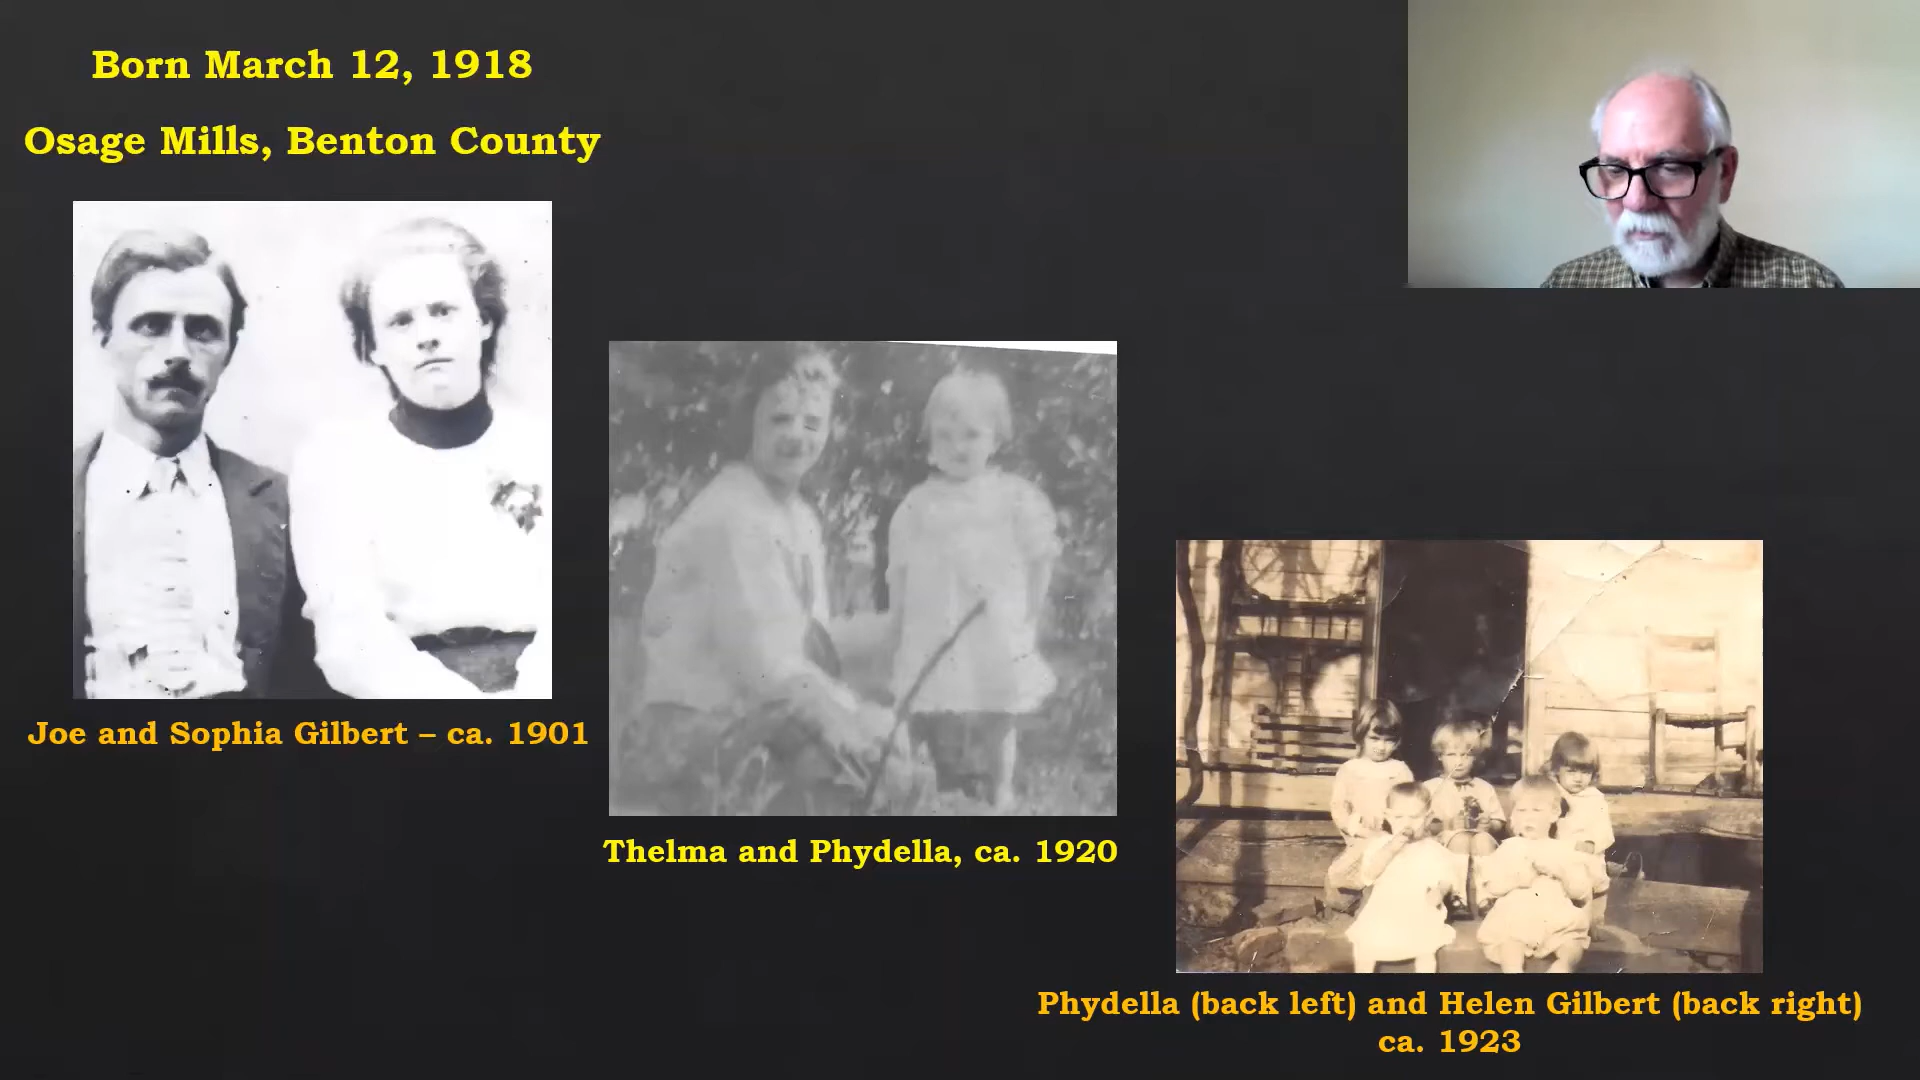 Born March 12, 1918
Osage Mills, Benton County
Joe and Sophia Gilbert – ca. 1901
Thelma and Phydella, ca. 1920
Phydella (back left) and Helen Gilbert (back right)
ca. 1923